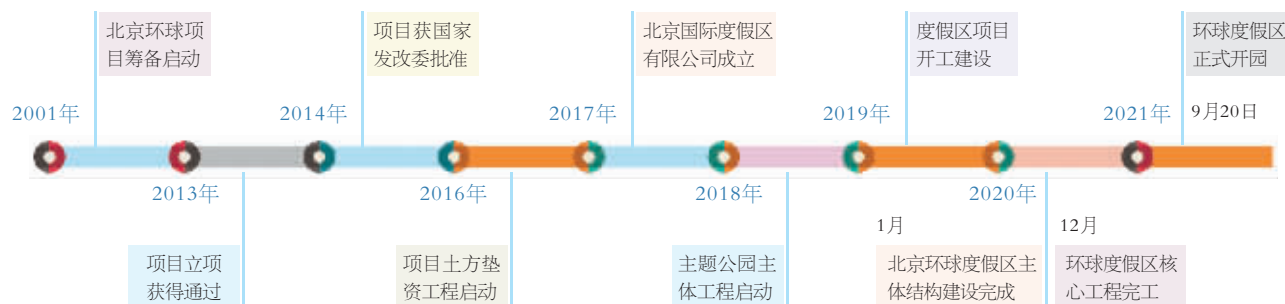 北京环球项
目筹备启动
项目获国家
发改委批准
北京国际度假区
有限公司成立
度假区项目
开工建设
环球度假区
正式开园
2001年
2014年
2017年
2019年
2021年
9月20日
2013年
2016年
2018年
2020年
1月
12月
项目立项
获得通过
项目土方垫
资工程启动
主题公园主
体工程启动
北京环球度假区主
体结构建设完成
环球度假区核
心工程完工